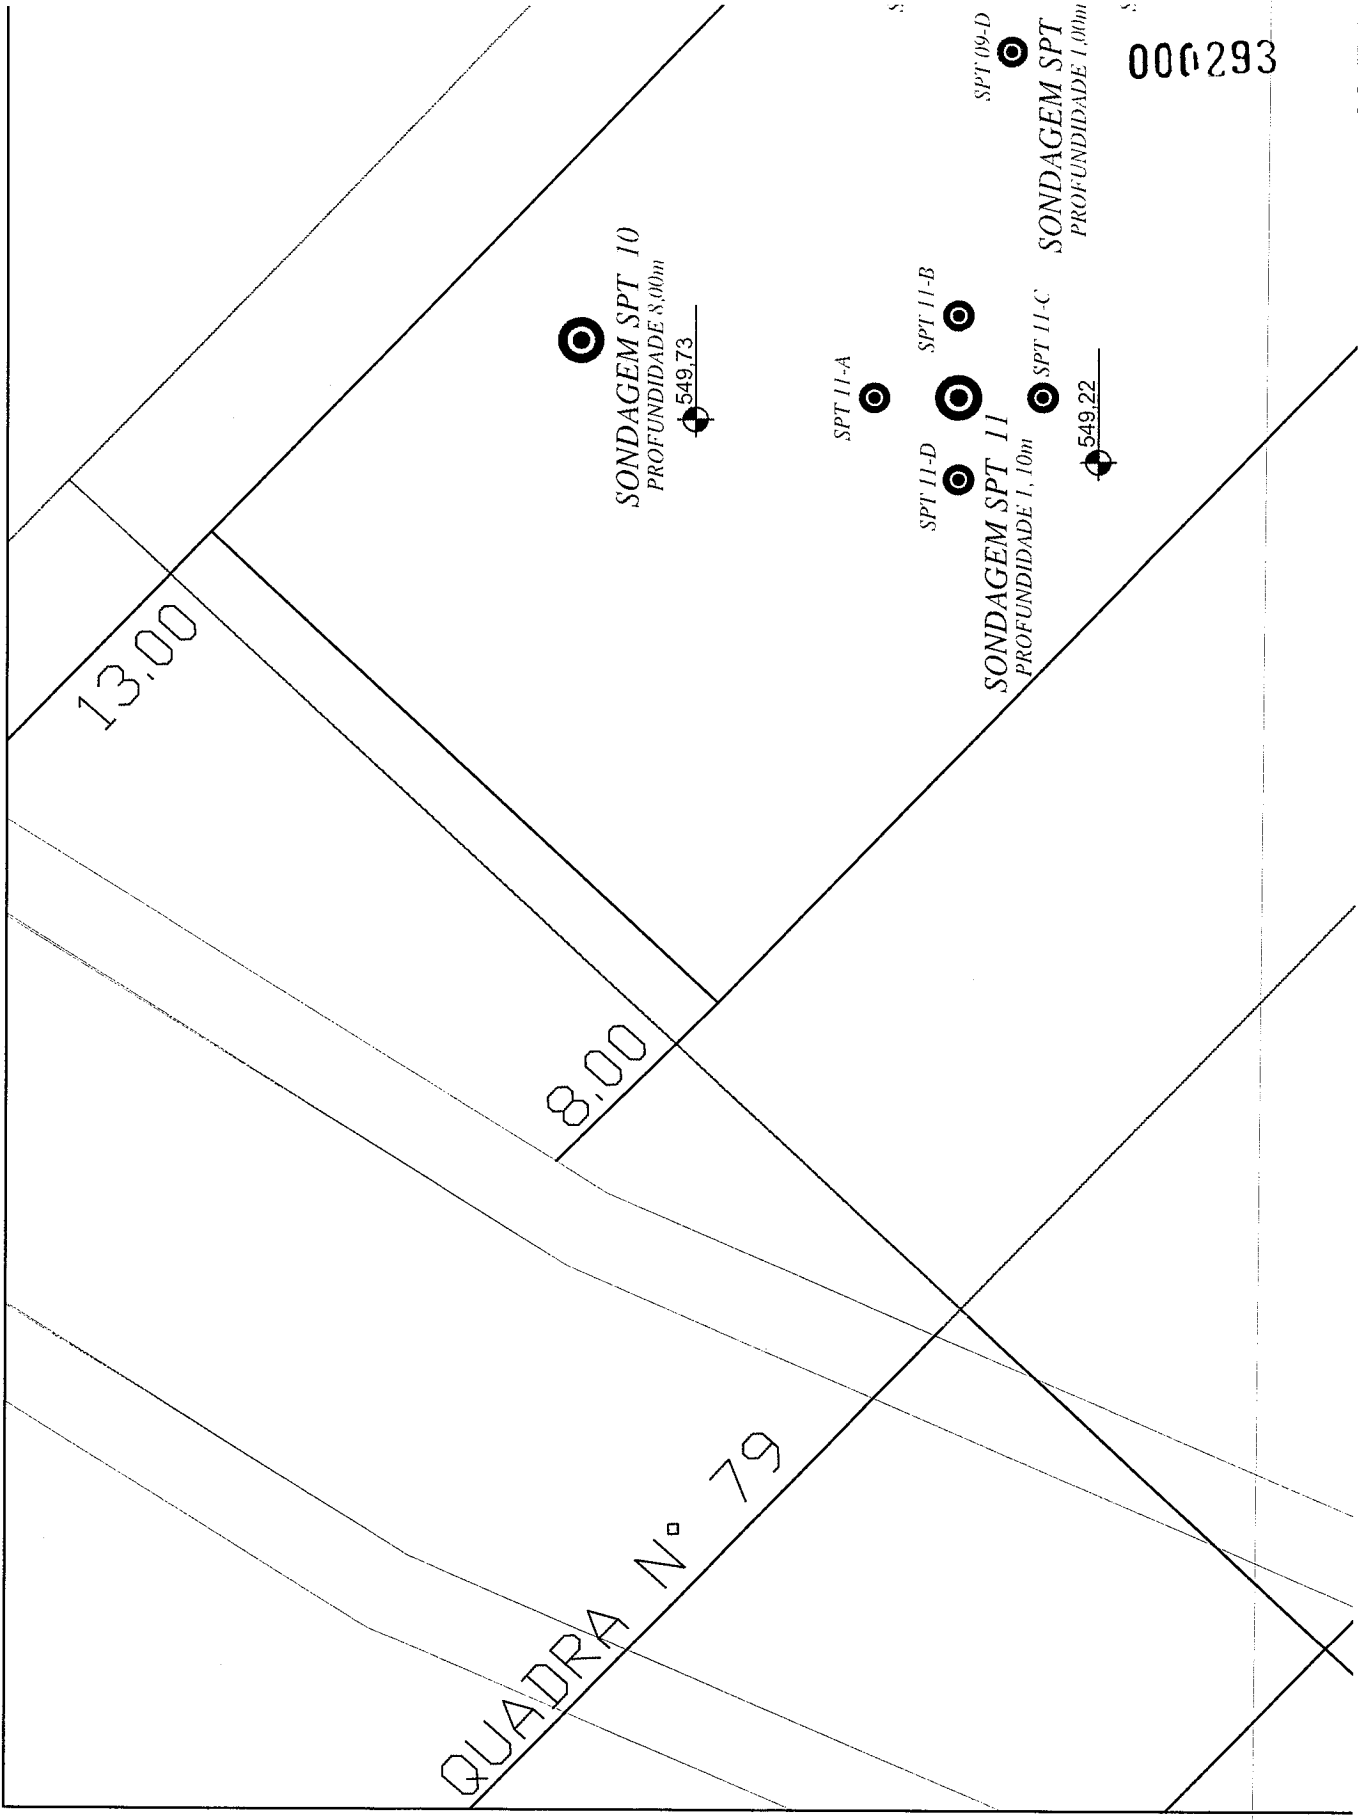 000293
SPT 09-D
SONDAGEM SPT
PROFUNDIDADE 1,00m
SONDAGEM SPT 10
PROFUNDIDADE 8,00m
549,73
SPT 11-A
SPT 11-B
SPT 11-C
SPT 11-D
SONDAGEM SPT 11
PROFUNDIDADE 1,10m
549,22
13.00
8.00
QUADRA Nº 79